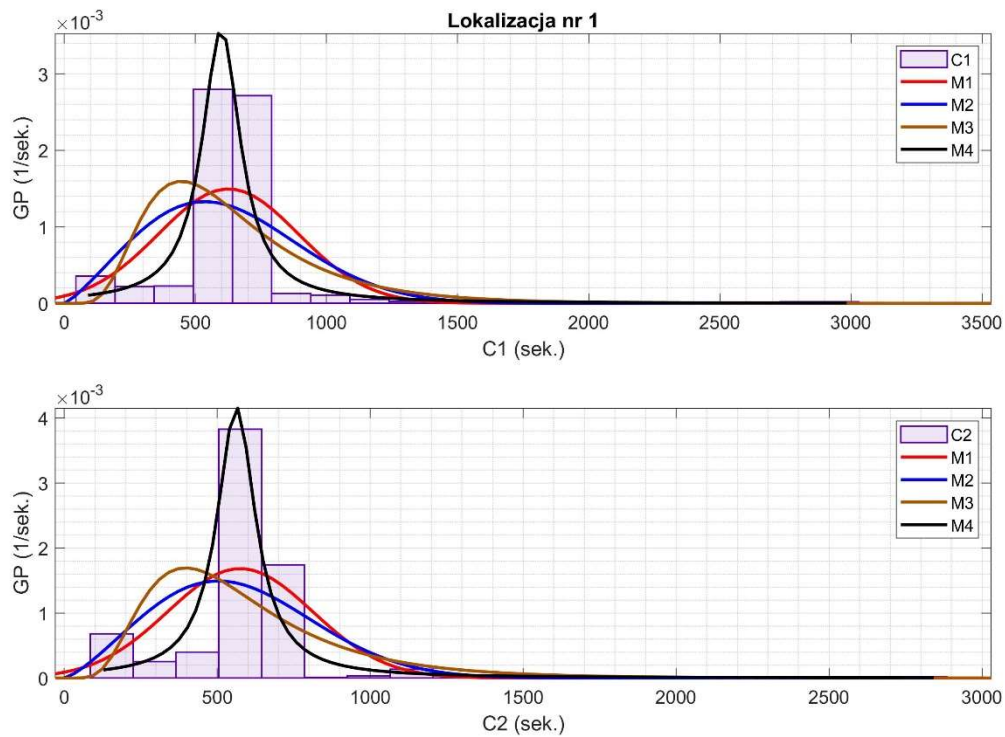 Lokalizacja nr 1
×10-3
GP (1/sek.)
3
2
1
0
0 500 1000 1500 2000 2500 3000 3500
C1 (sek.)
C1
M1
M2
M3
M4
×10-3
GP (1/sek.)
4
3
2
1
0
0 500 1000 1500 2000 2500 3000
C2 (sek.)
C2
M1
M2
M3
M4